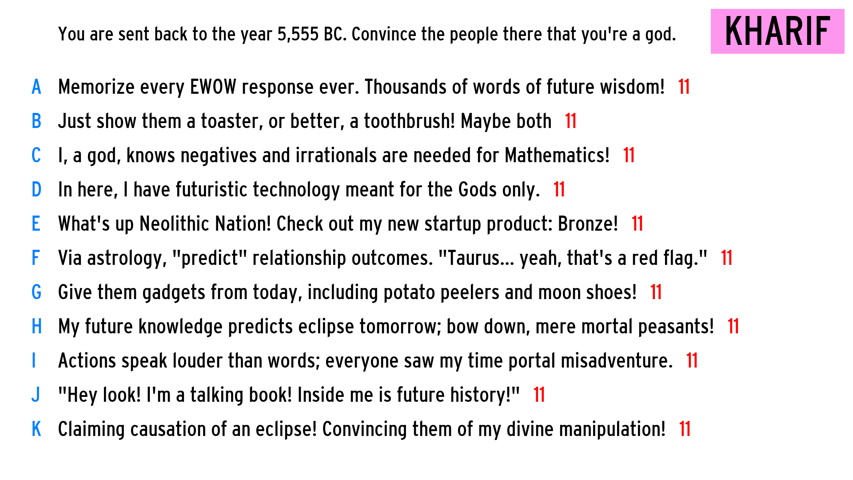 You are sent back to the year 5,555 BC. Convince the people there that you're a god.
KHARIF
A Memorize every EWOW response ever. Thousands of words of future wisdom! 11
B Just show them a toaster, or better, a toothbrush! Maybe both 11
C I, a god, knows negatives and irrationals are needed for Mathematics! 11
D In here, I have futuristic technology meant for the Gods only. 11
E What's up Neolithic Nation! Check out my new startup product: Bronze! 11
F Via astrology, "predict" relationship outcomes. "Taurus... yeah, that's a red flag." 11
G Give them gadgets from today, including potato peelers and moon shoes! 11
H My future knowledge predicts eclipse tomorrow; bow down, mere mortal peasants! 11
I Actions speak louder than words; everyone saw my time portal misadventure. 11
J "Hey look! I'm a talking book! Inside me is future history!" 11
K Claiming causation of an eclipse! Convincing them of my divine manipulation! 11